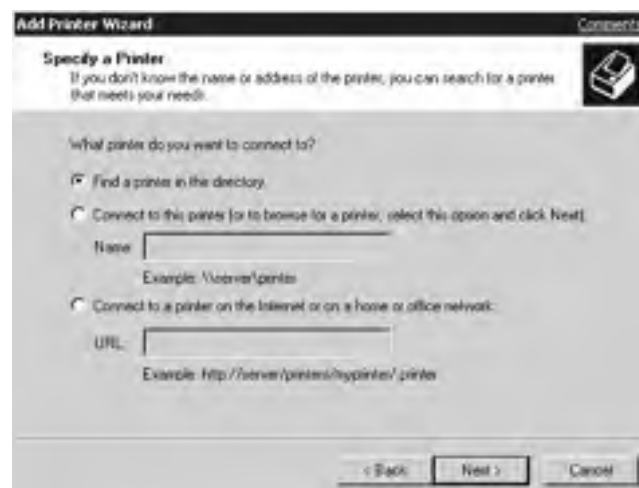 Add Printer Wizard
Comments
Specify a Printer
If you don't know the name or address of the printer, you can search for a printer
that meets your needs.
What printer do you want to connect to?
Find a printer in the directory
Connect to this printer (or to browse for a printer, select this option and click Next):
Name:
Example: \\server\printer
Connect to a printer on the Internet or on a home or office network:
URL:
Example: http://server/printers/myprinter/.printer
< Back
Next >
Cancel